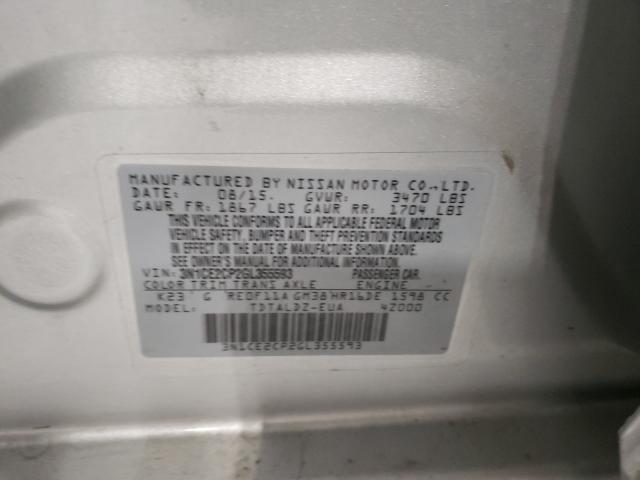 MANUFACTURED BY NISSAN MOTOR CO.,LTD.
DATE: 08/15. GVWR: 3470 LBS
GAWR FR: 1867 LBS GAWR RR: 1704 LBS
THIS VEHICLE CONFORMS TO ALL APPLICABLE FEDERAL MOTOR
VEHICLE SAFETY, BUMPER AND THEFT PREVENTION STANDARDS
IN EFFECT ON THE DATE OF MANUFACTURE SHOWN ABOVE.
SEE OWNER'S MANUAL FOR ADDITIONAL INFORMATION
VIN: 3N1CE2CP2GL355593 PASSENGER CAR
COLOR TRIM TRANS AXLE ENGINE
K23 G RE0F11A GM38 HR16DE 1598 CC
MODEL: TDTALDZ-EUA 42000
3N1CE2CP2GL355593